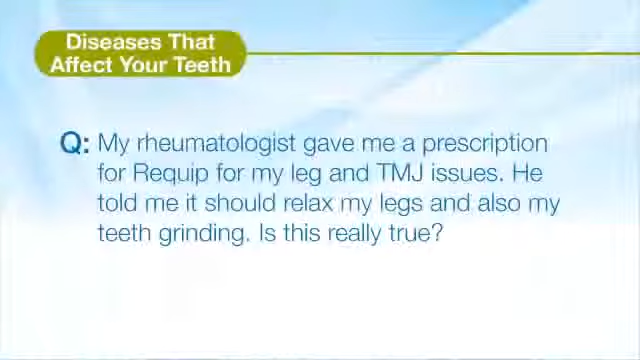 Diseases That
Affect Your Teeth
Q: My rheumatologist gave me a prescription
for Requip for my leg and TMJ issues. He
told me it should relax my legs and also my
teeth grinding. Is this really true?